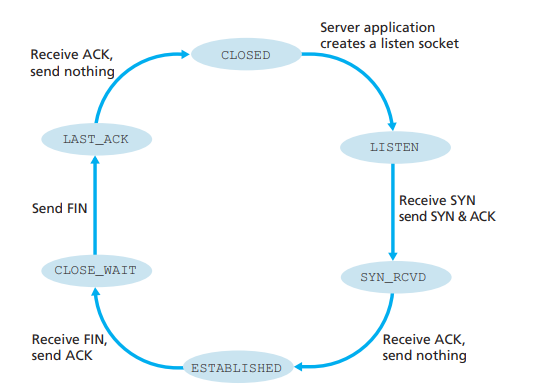 Server application
creates a listen socket
Receive ACK,
send nothing
CLOSED
LAST_ACK
LISTEN
Send FIN
Receive SYN
send SYN & ACK
CLOSE_WAIT
SYN_RCVD
Receive FIN,
send ACK
Receive ACK,
send nothing
ESTABLISHED